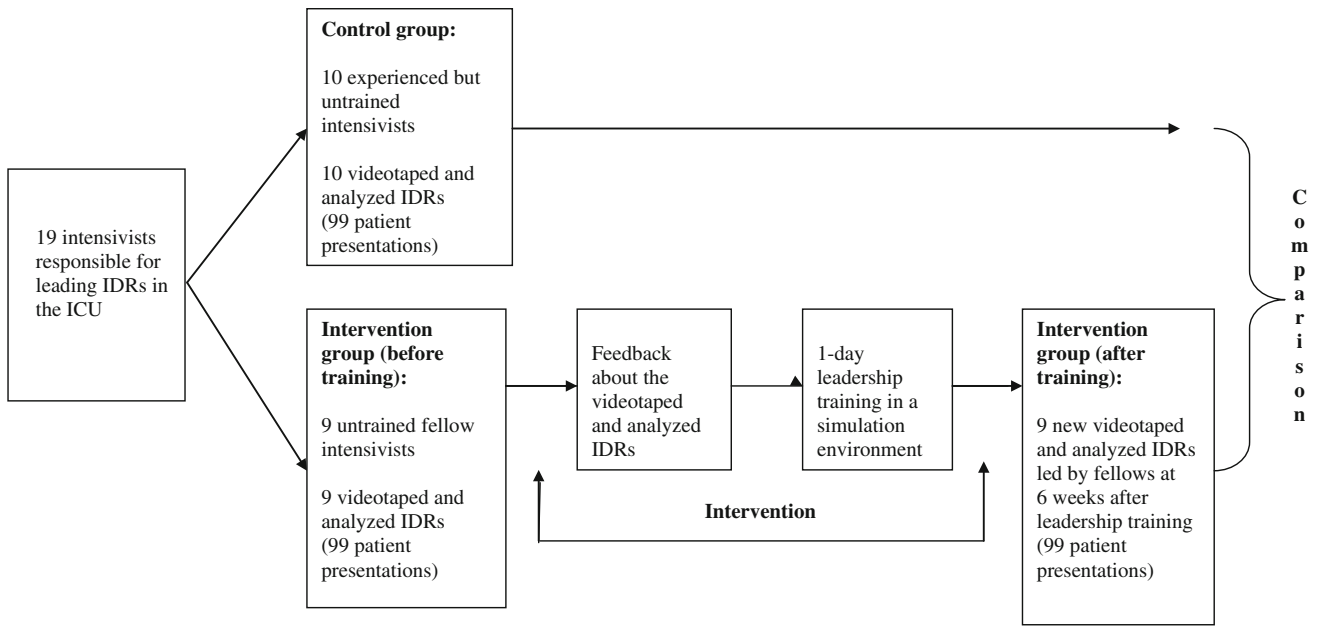 19 intensivists
responsible for
leading IDRs in
the ICU
Control group:
10 experienced but
untrained
intensivists
10 videotaped and
analyzed IDRs
(99 patient
presentations)
Intervention
group (before
training):
9 untrained fellow
intensivists
9 videotaped and
analyzed IDRs
(99 patient
presentations)
Feedback
about the
videotaped
and analyzed
IDRs
1-day
leadership
training in a
simulation
environment
Intervention
Intervention
group (after
training):
9 new videotaped
and analyzed IDRs
led by fellows at
6 weeks after
leadership training
(99 patient
presentations)
Comparison